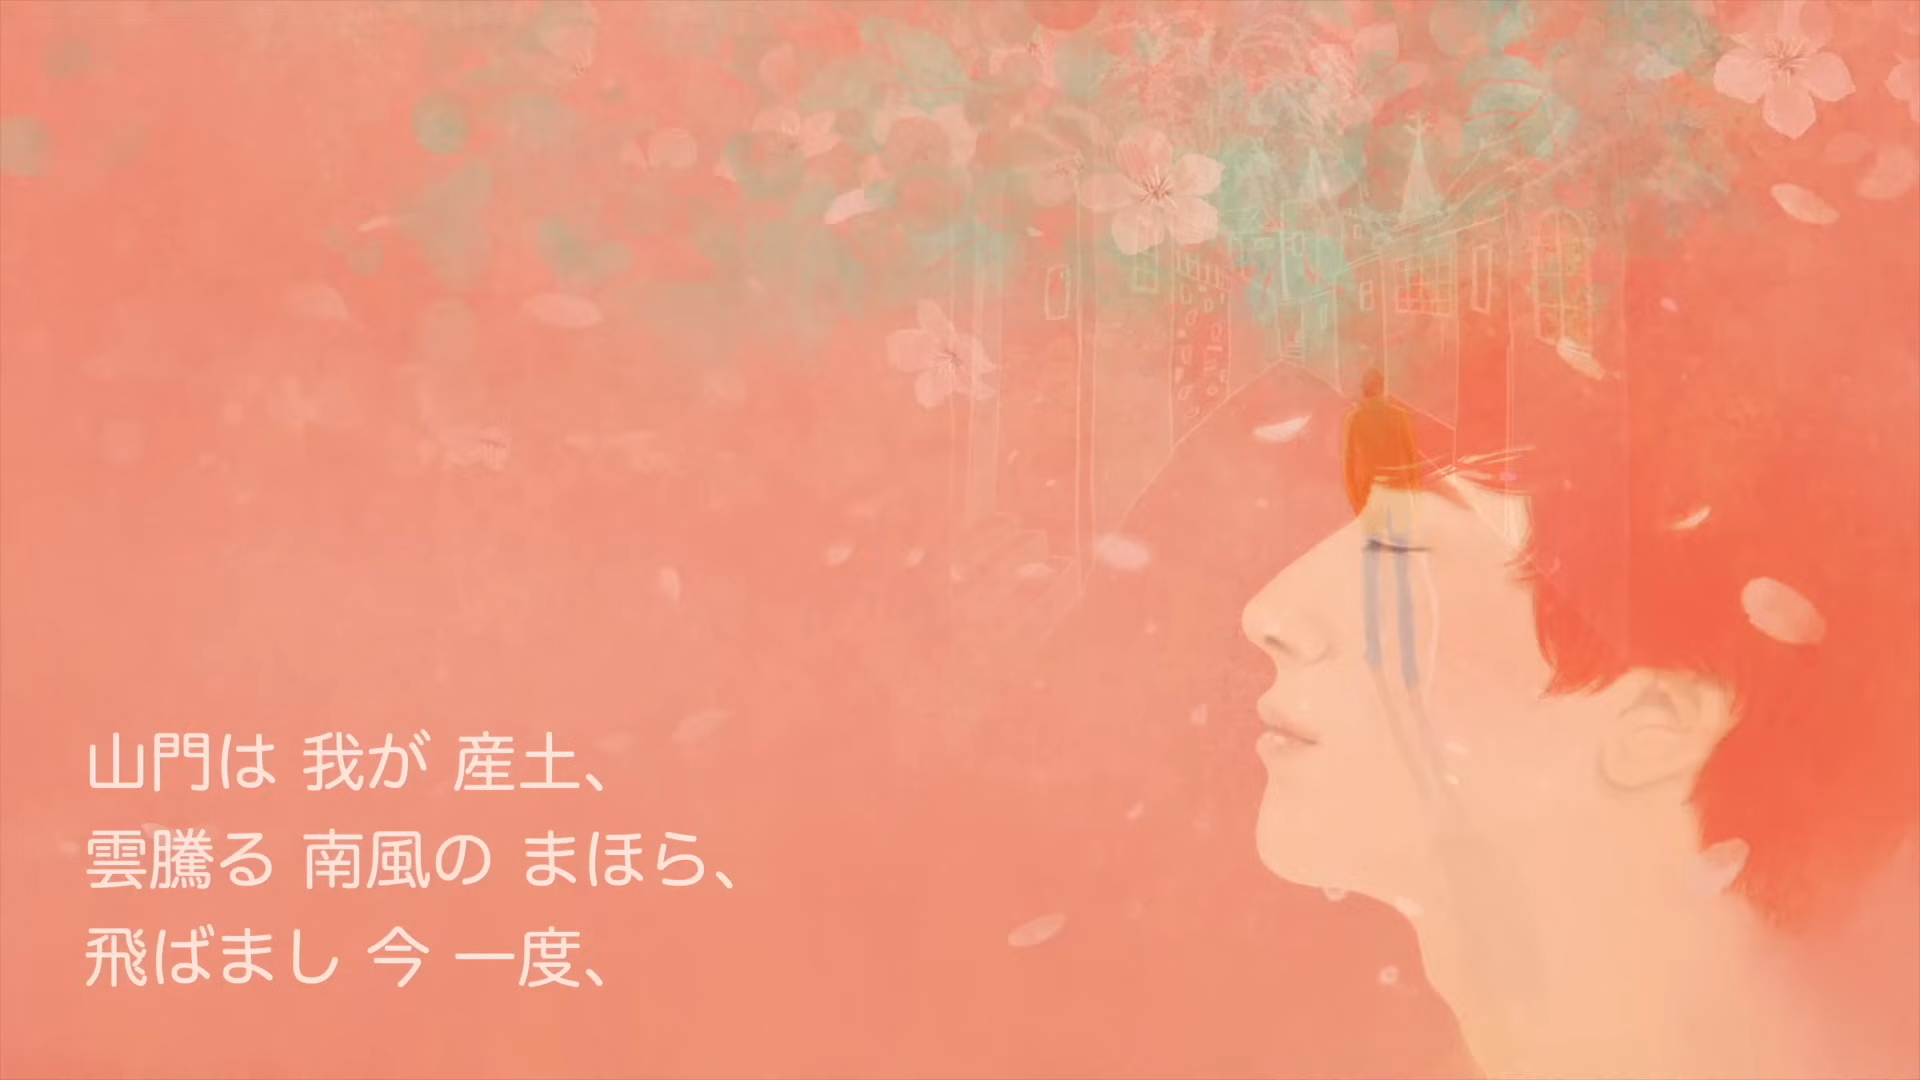 山門は 我が 産土、
雲騰る 南風の まほら、
飛ばまし 今 一度、